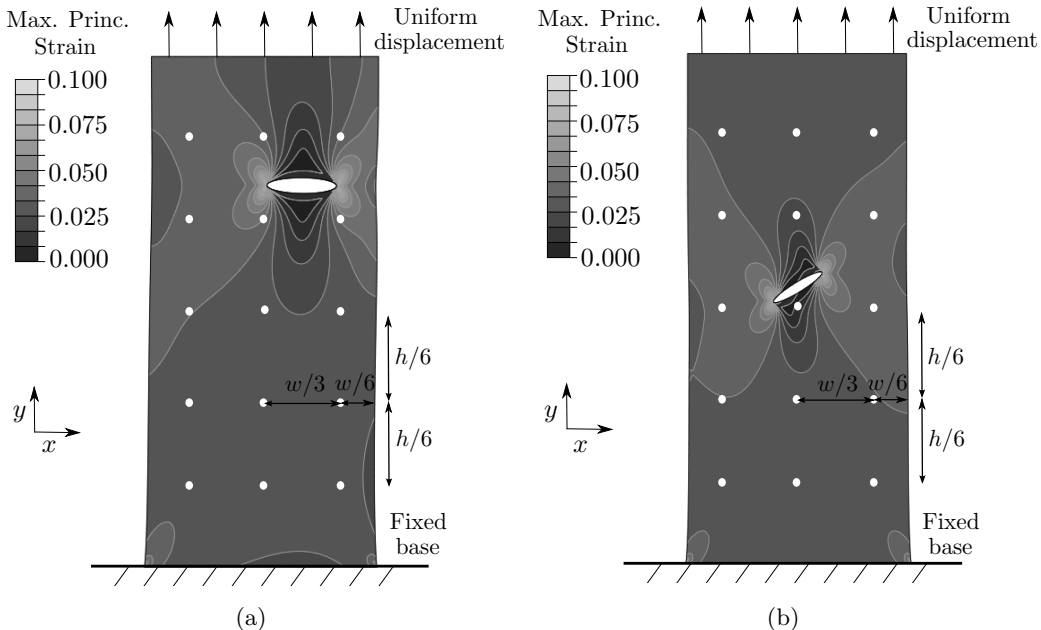 Max. Princ.
Strain
0.100
0.075
0.050
0.025
0.000
Uniform
displacement
h/6
w/3
w/6
h/6
y
x
Fixed
base
(a)
Max. Princ.
Strain
0.100
0.075
0.050
0.025
0.000
Uniform
displacement
h/6
w/3
w/6
h/6
y
x
Fixed
base
(b)